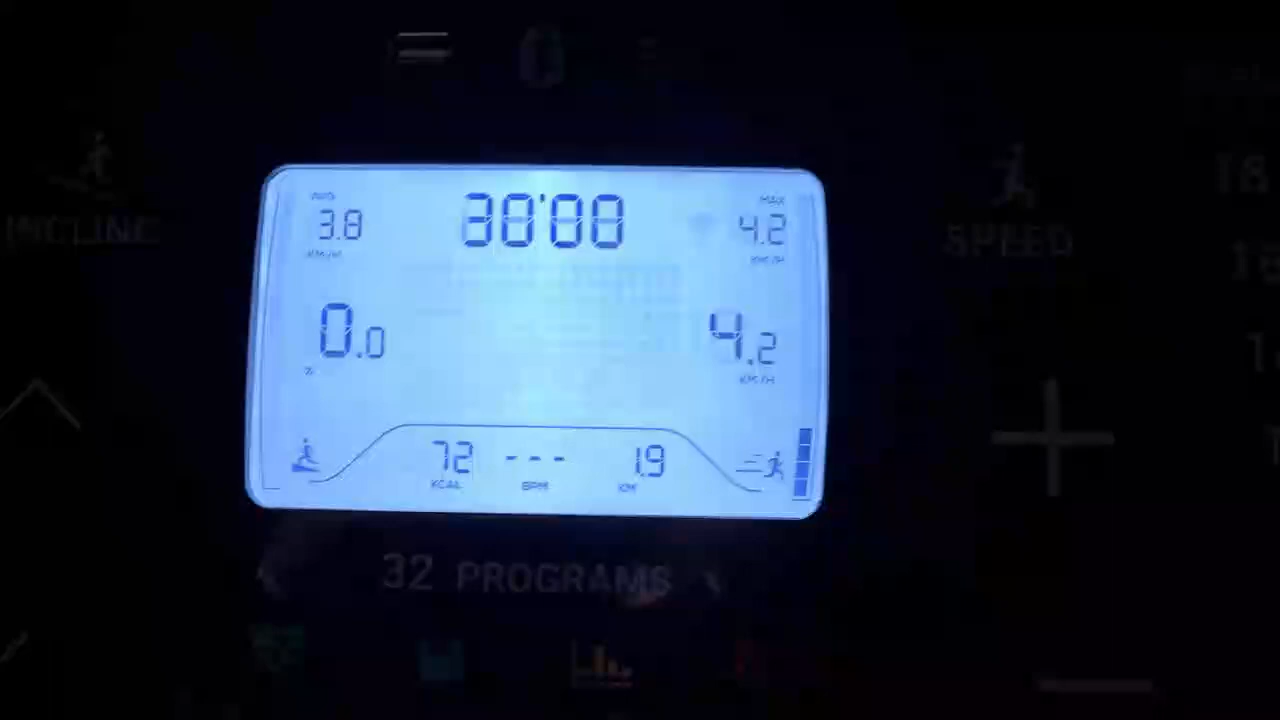 INCLINE
SPEED
18
AVG
3.8
KM/H
30'00
MAX
4.2
KM/H
0.0
%
4.2
KM/H
72
KCAL
---
BPM
1.9
KM
32 PROGRAMS